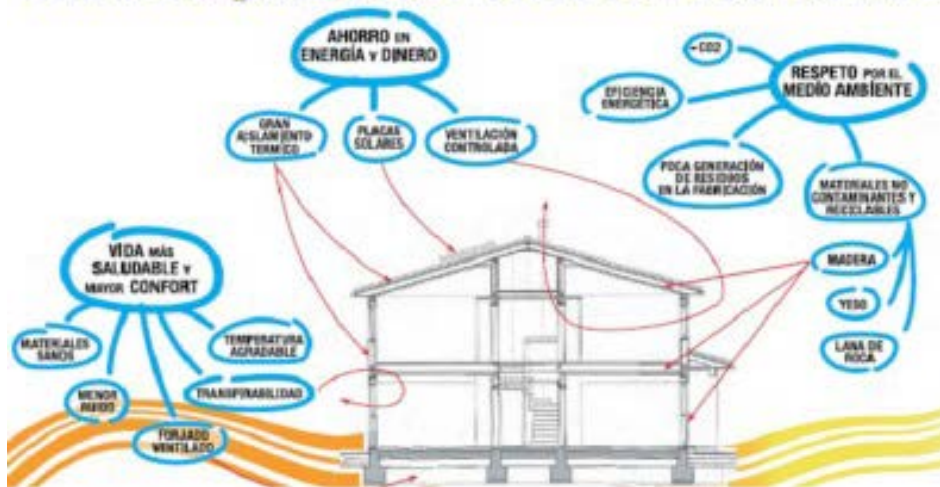 AHORRO EN
ENERGÍA Y DINERO
GRAN
AISLAMIENTO
TERMICO
PLACAS
SOLARES
VENTILACIÓN
CONTROLADA
-CO2
RESPETO POR EL
MEDIO AMBIENTE
EFICIENCIA
ENERGÉTICA
POCA GENERACIÓN
DE RESIDUOS
EN LA FABRICACIÓN
MATERIALES NO
CONTAMINANTES Y
RECICLABLES
MADERA
YESO
LANA DE
ROCA
VIDA MÁS
SALUDABLE Y
MAYOR CONFORT
MATERIALES
SANOS
MENOR
RUIDO
FORJADO
VENTILADO
TRANSPIRABILIDAD
TEMPERATURA
AGRADABLE